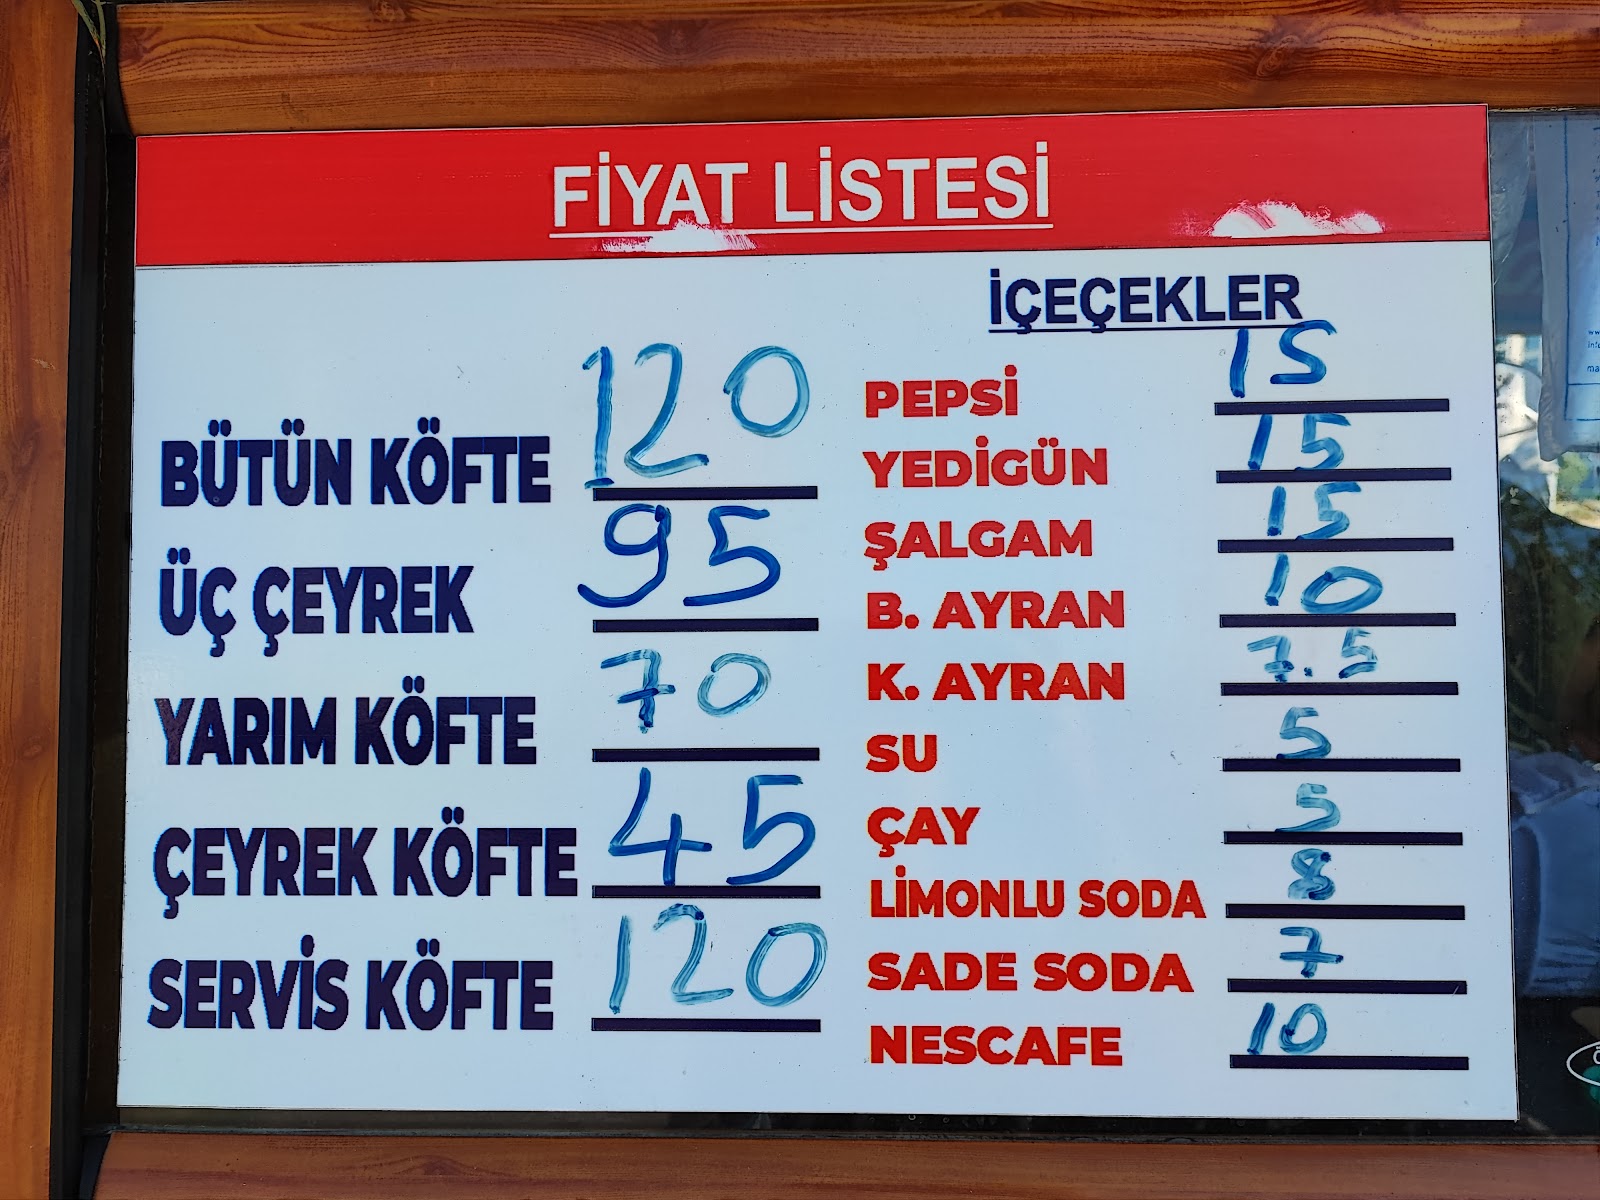 FİYAT LİSTESİ
BÜTÜN KÖFTE 120
ÜÇ ÇEYREK 95
YARIM KÖFTE 70
ÇEYREK KÖFTE 45
SERVİS KÖFTE 120
İÇEÇEKLER
PEPSİ 15
YEDİGÜN 15
ŞALGAM 15
B. AYRAN 10
K. AYRAN 7.5
SU 5
ÇAY 5
LİMONLU SODA 8
SADE SODA 7
NESCAFE 10